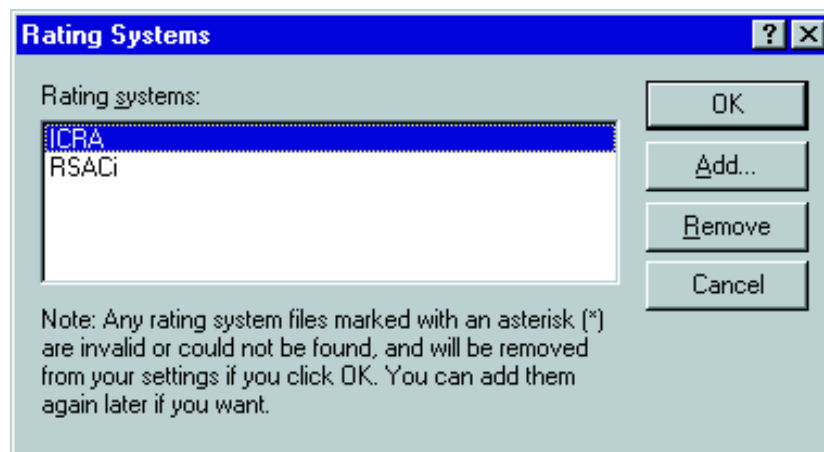 Rating Systems
Rating systems:
ICRA
RSACi
OK
Add...
Remove
Cancel
Note: Any rating system files marked with an asterisk (*)
are invalid or could not be found, and will be removed
from your settings if you click OK. You can add them
again later if you want.